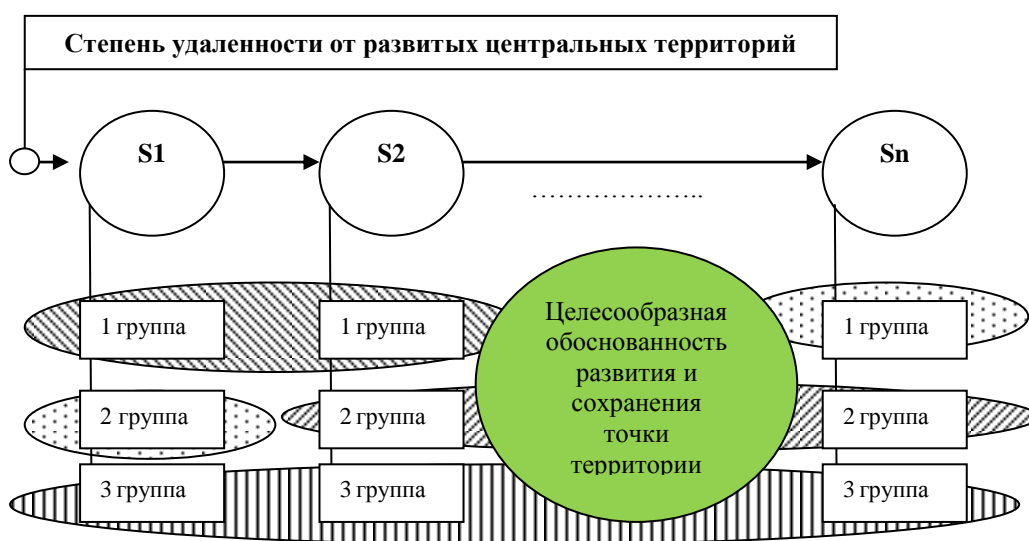 Степень удаленности от развитых центральных территорий
S1
S2
Sn
………………..
1 группа
1 группа
Целесообразная
обоснованность
развития и
сохранения
точки
территории
1 группа
2 группа
2 группа
2 группа
3 группа
3 группа
3 группа